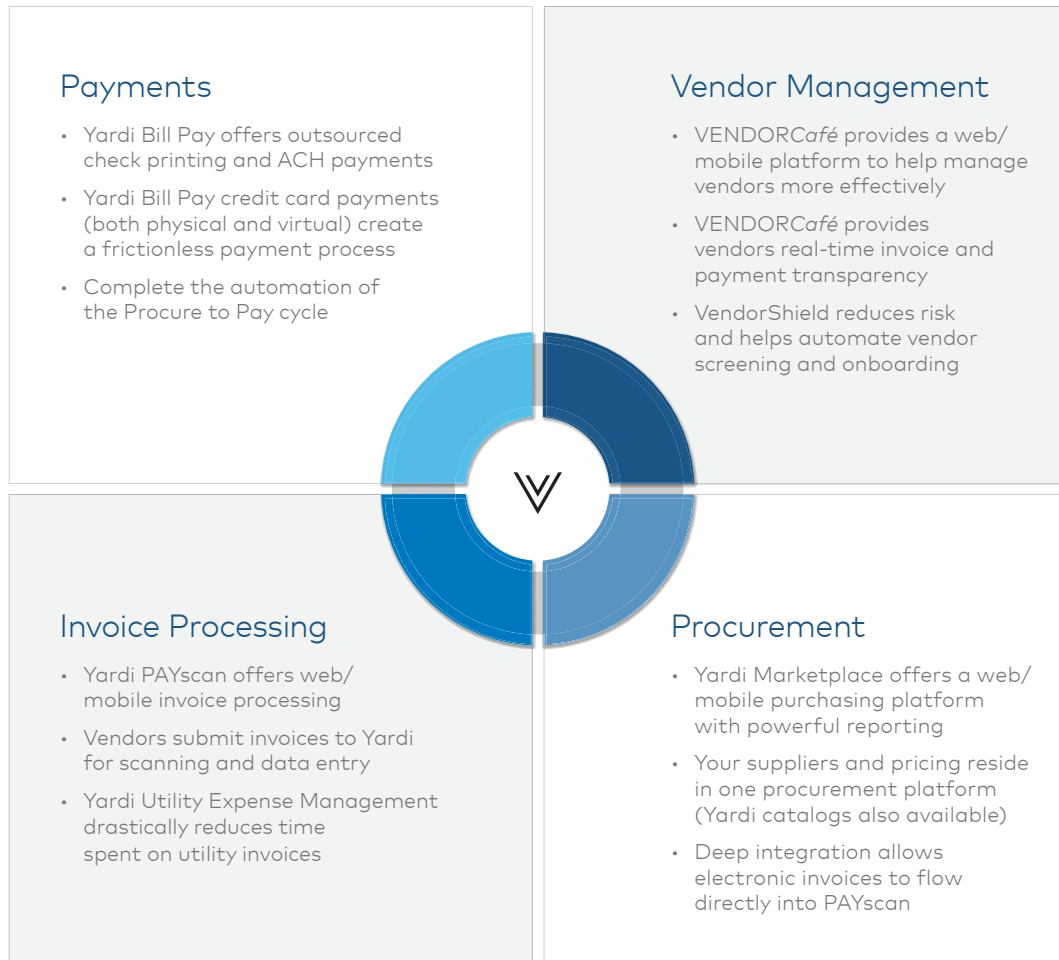 Payments
• Yardi Bill Pay offers outsourced
check printing and ACH payments
• Yardi Bill Pay credit card payments
(both physical and virtual) create
a frictionless payment process
• Complete the automation of
the Procure to Pay cycle
Vendor Management
• VENDORCafé provides a web/
mobile platform to help manage
vendors more effectively
• VENDORCafé provides
vendors real-time invoice and
payment transparency
• VendorShield reduces risk
and helps automate vendor
screening and onboarding
Invoice Processing
• Yardi PAYscan offers web/
mobile invoice processing
• Vendors submit invoices to Yardi
for scanning and data entry
• Yardi Utility Expense Management
drastically reduces time
spent on utility invoices
Procurement
• Yardi Marketplace offers a web/
mobile purchasing platform
with powerful reporting
• Your suppliers and pricing reside
in one procurement platform
(Yardi catalogs also available)
• Deep integration allows
electronic invoices to flow
directly into PAYscan